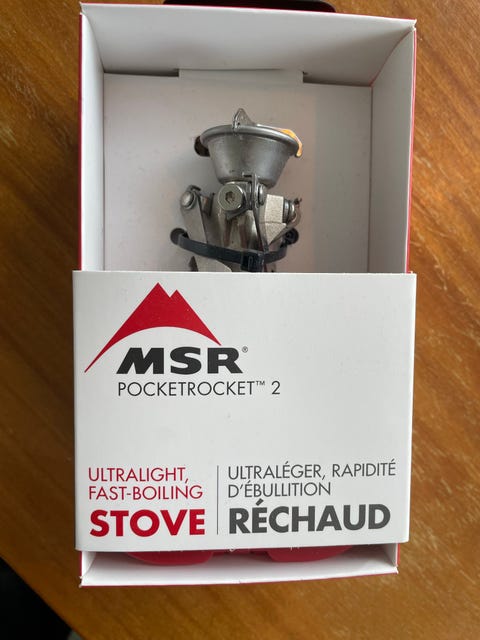 MSR®
POCKETROCKET™ 2
ULTRALIGHT,
FAST-BOILING
STOVE
ULTRALÉGER, RAPIDITÉ
D'ÉBULLITION
RÉCHAUD